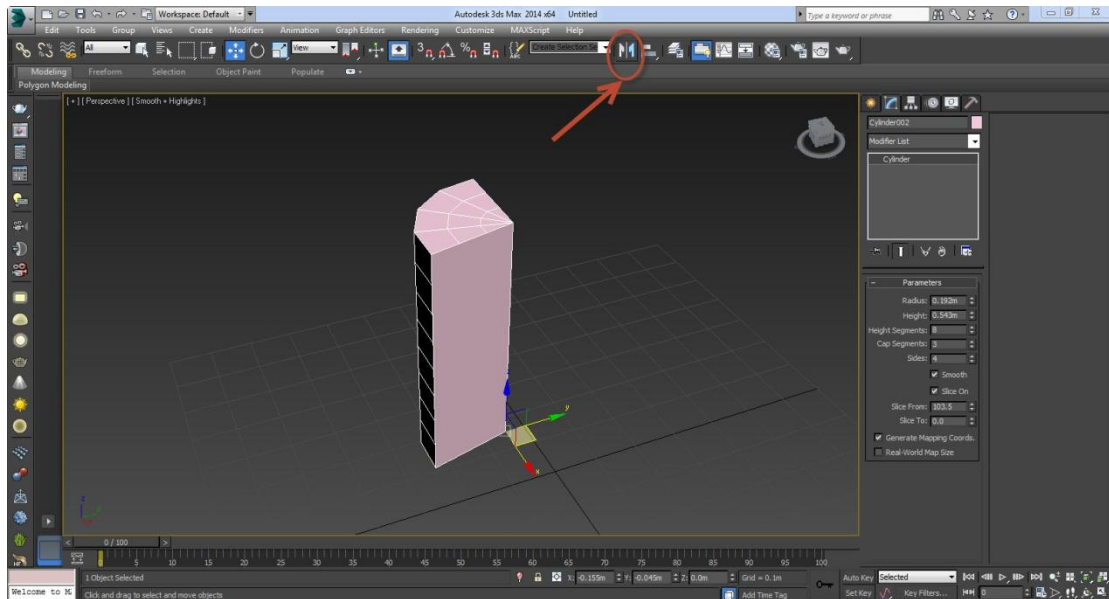 Workspace: Default
Autodesk 3ds Max 2014 x64 Untitled
Type a keyword or phrase
Edit Tools Group Views Create Modifiers Animation Graph Editors Rendering Customize MAXScript Help
All
View
Create Selection Se
Modeling Freeform Selection Object Paint Populate
Polygon Modeling
[ + ] [ Perspective ] [ Smooth + Highlights ]
Cylinder002
Modifier List
Cylinder
Parameters
Radius: 0.192m
Height: 0.543m
Height Segments: 8
Cap Segments: 3
Sides: 4
Smooth
Slice On
Slice From: 103.5
Slice To: 0.0
Generate Mapping Coords.
Real-World Map Size
z
y
x
z
0 / 100
5 10 15 20 25 30 35 40 45 50 55 60 65 70 75 80 85 90 95 100
1 Object Selected
X: -0.155m Y: -0.045m Z: 0.0m Grid = 0.1m
Auto Key Selected
Welcome to M
Click and drag to select and move objects
Add Time Tag
Set Key Key Filters... 0